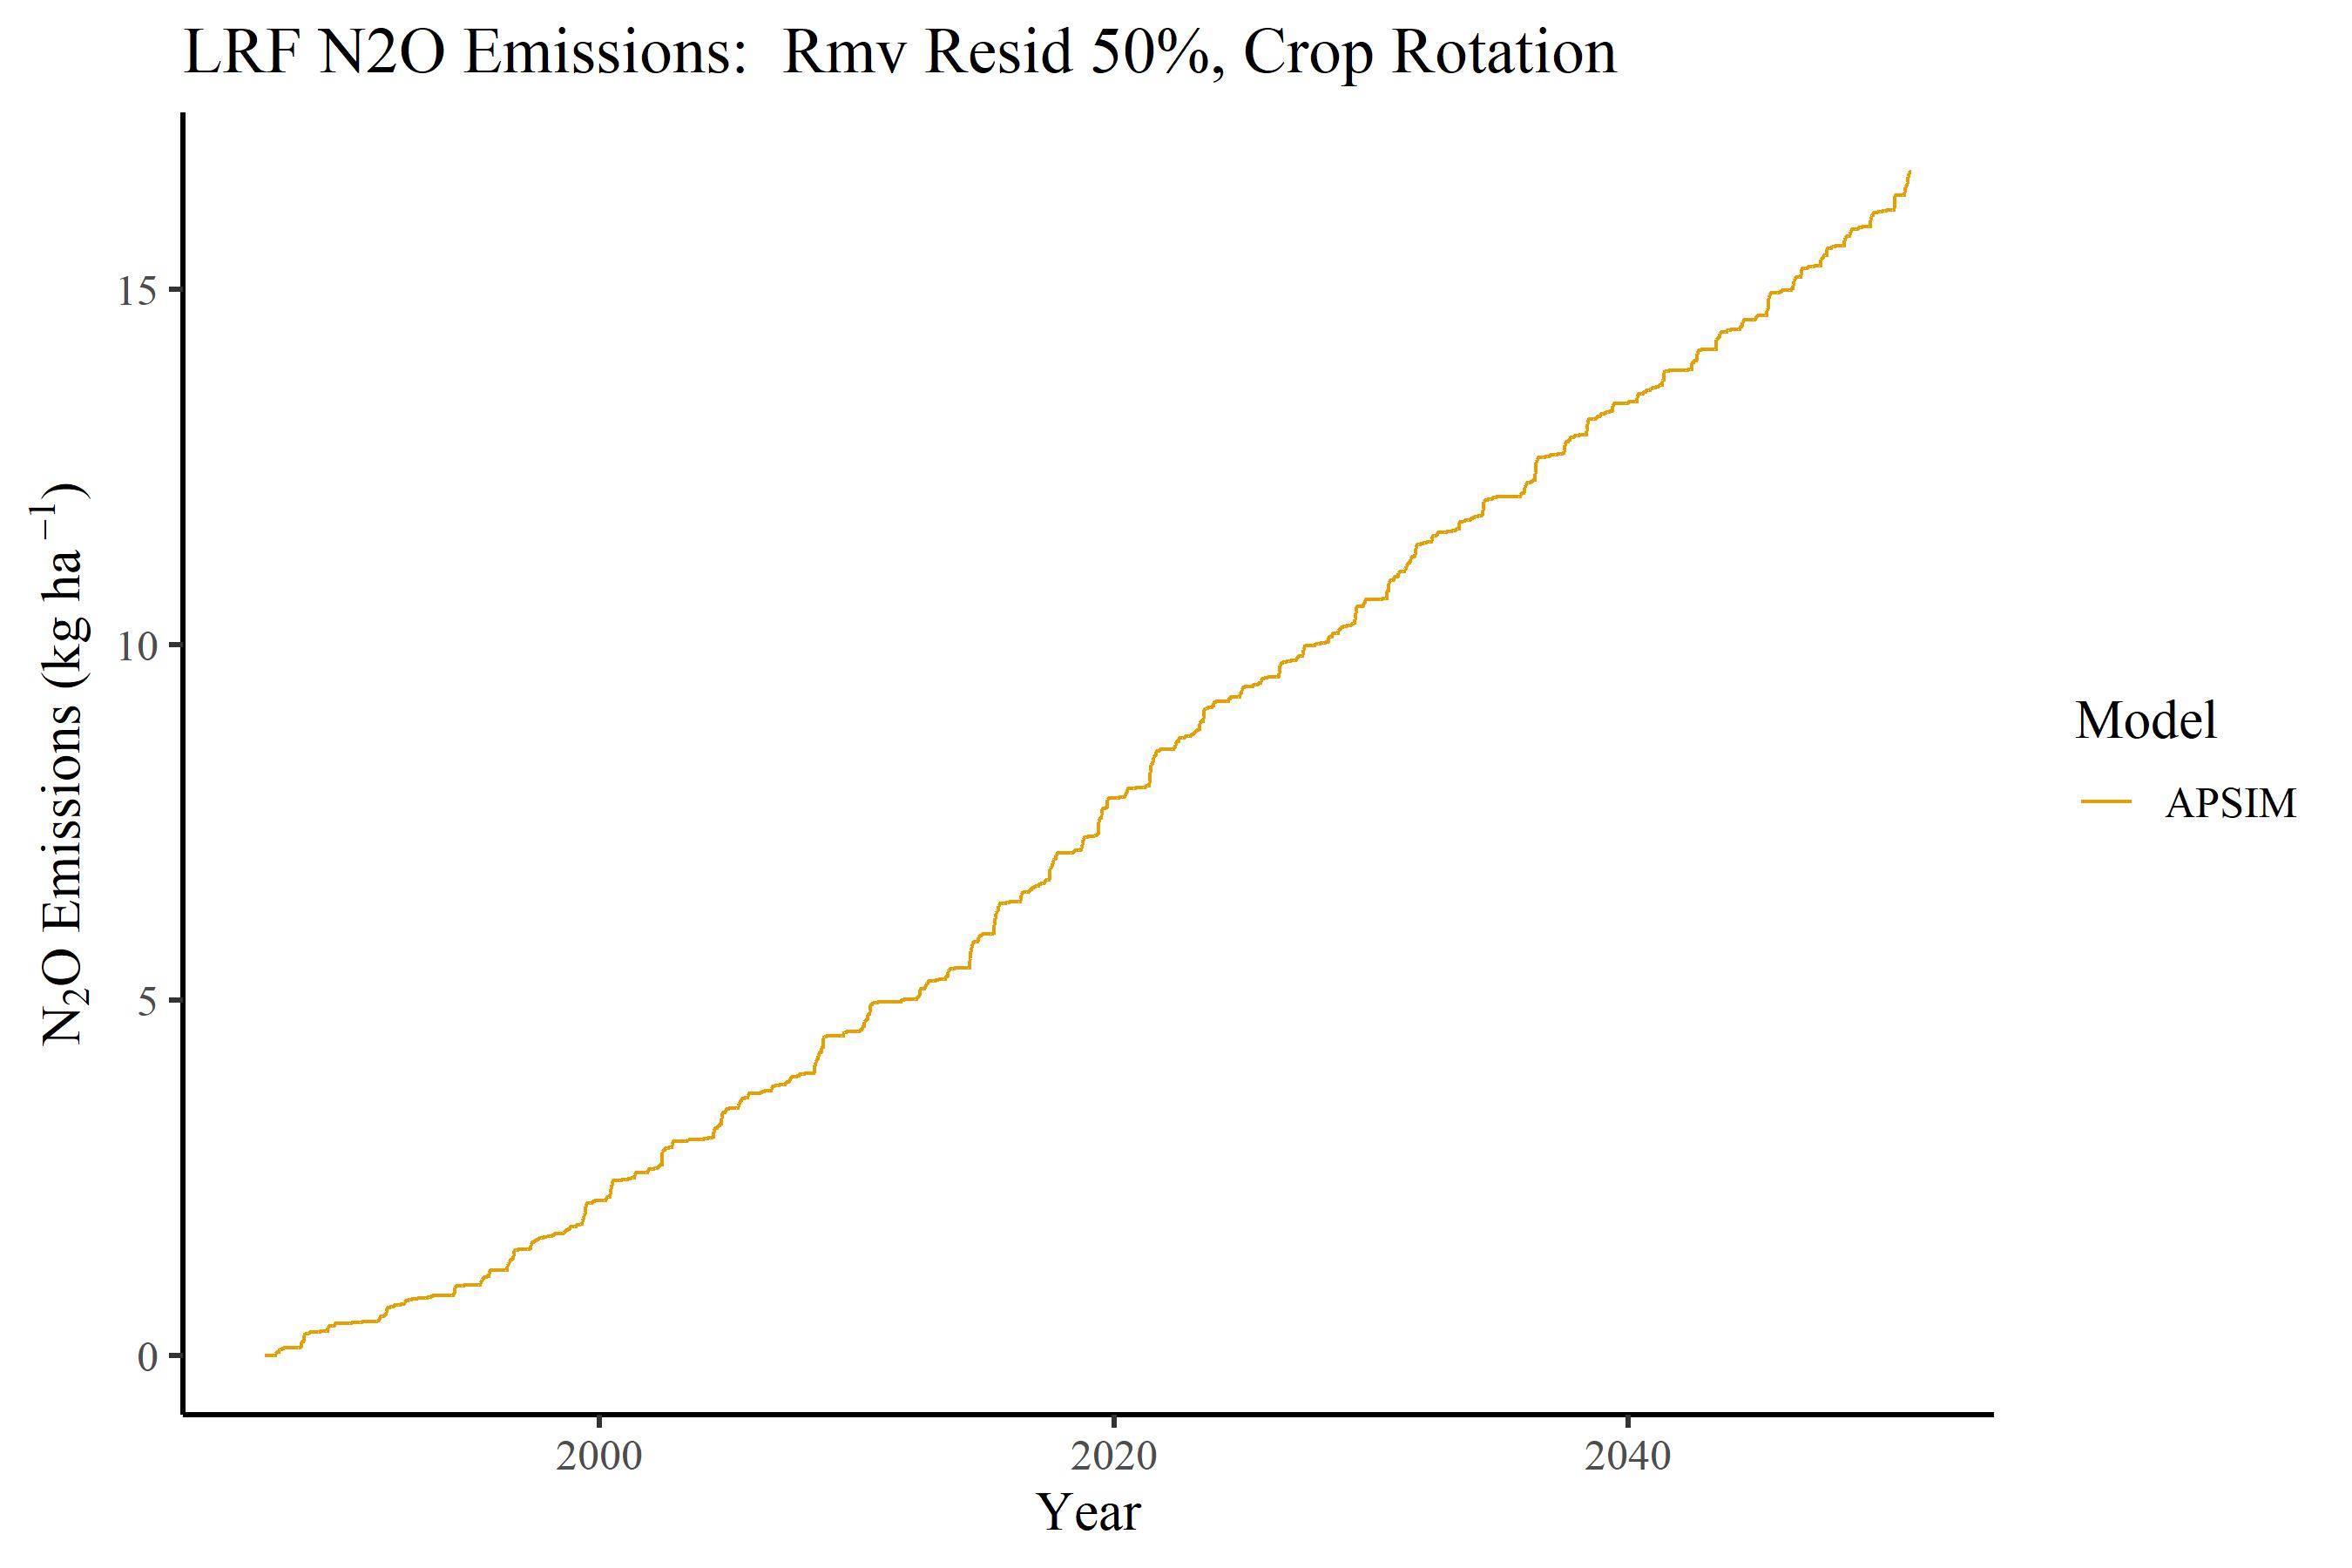 LRF N2O Emissions:  Rmv Resid 50%, Crop Rotation
N₂O Emissions (kg ha⁻¹)
15
10
5
0
2000
2020
2040
Year
Model
APSIM